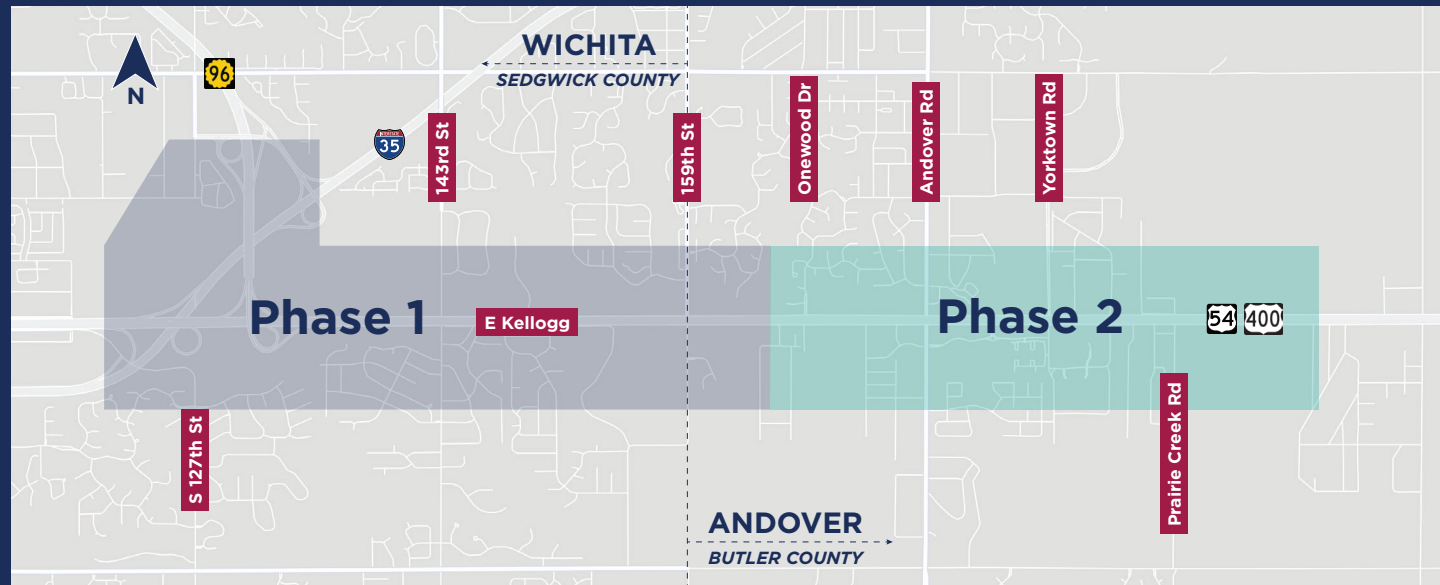 WICHITA
SEDGWICK COUNTY
96
N
35
143rd St
159th St
Onewood Dr
Andover Rd
Yorktown Rd
Phase 1
E Kellogg
Phase 2
54
400
S 127th St
Prairie Creek Rd
ANDOVER
BUTLER COUNTY